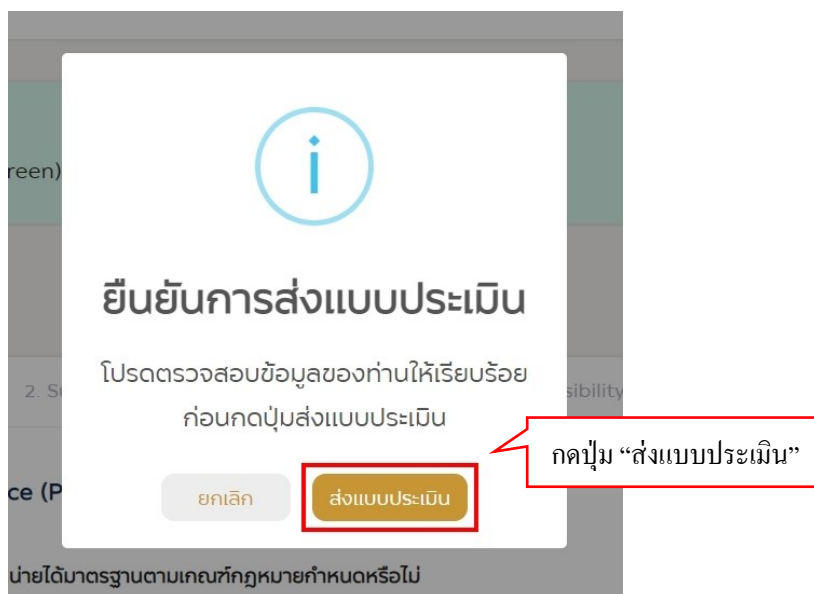 reen)
i
ยืนยันการส่งแบบประเมิน
โปรดตรวจสอบข้อมูลของท่านให้เรียบร้อย
ก่อนกดปุ่มส่งแบบประเมิน
2. S
sibility
กดปุ่ม “ส่งแบบประเมิน”
ยกเลิก
ส่งแบบประเมิน
ce (P
น่ายได้มาตรฐานตามเกณฑ์กฎหมายกำหนดหรือไม่